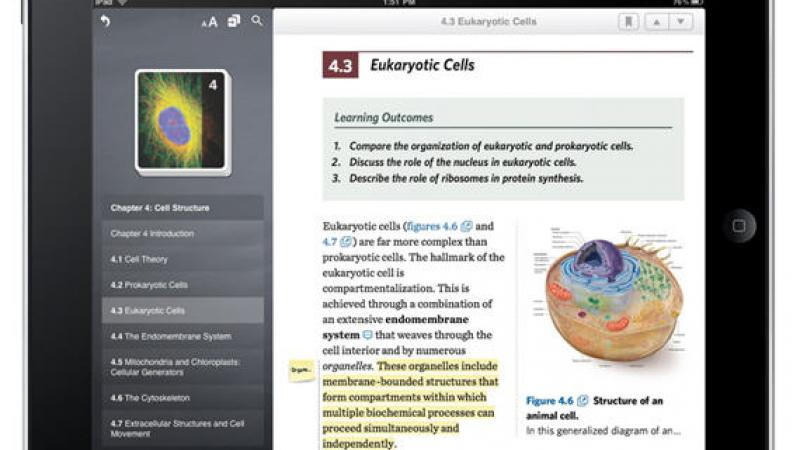 iPad
1:51 PM
76%
AA
4.3 Eukaryotic Cells
4
Chapter 4: Cell Structure
Chapter 4 Introduction
4.1 Cell Theory
4.2 Prokaryotic Cells
4.3 Eukaryotic Cells
4.4 The Endomembrane System
4.5 Mitochondria and Chloroplasts:
Cellular Generators
4.6 The Cytoskeleton
4.7 Extracellular Structures and Cell
Movement
4.3 Eukaryotic Cells
Learning Outcomes
1. Compare the organization of eukaryotic and prokaryotic cells.
2. Discuss the role of the nucleus in eukaryotic cells.
3. Describe the role of ribosomes in protein synthesis.
Eukaryotic cells (figures 4.6 and
4.7) are far more complex than
prokaryotic cells. The hallmark of the
eukaryotic cell is
compartmentalization. This is
achieved through a combination of
an extensive endomembrane
system that weaves through the
cell interior and by numerous
organelles. These organelles include
membrane-bounded structures that
form compartments within which
multiple biochemical processes can
proceed simultaneously and
independently.
Organe...
Figure 4.6 Structure of an
animal cell.
In this generalized diagram of an...